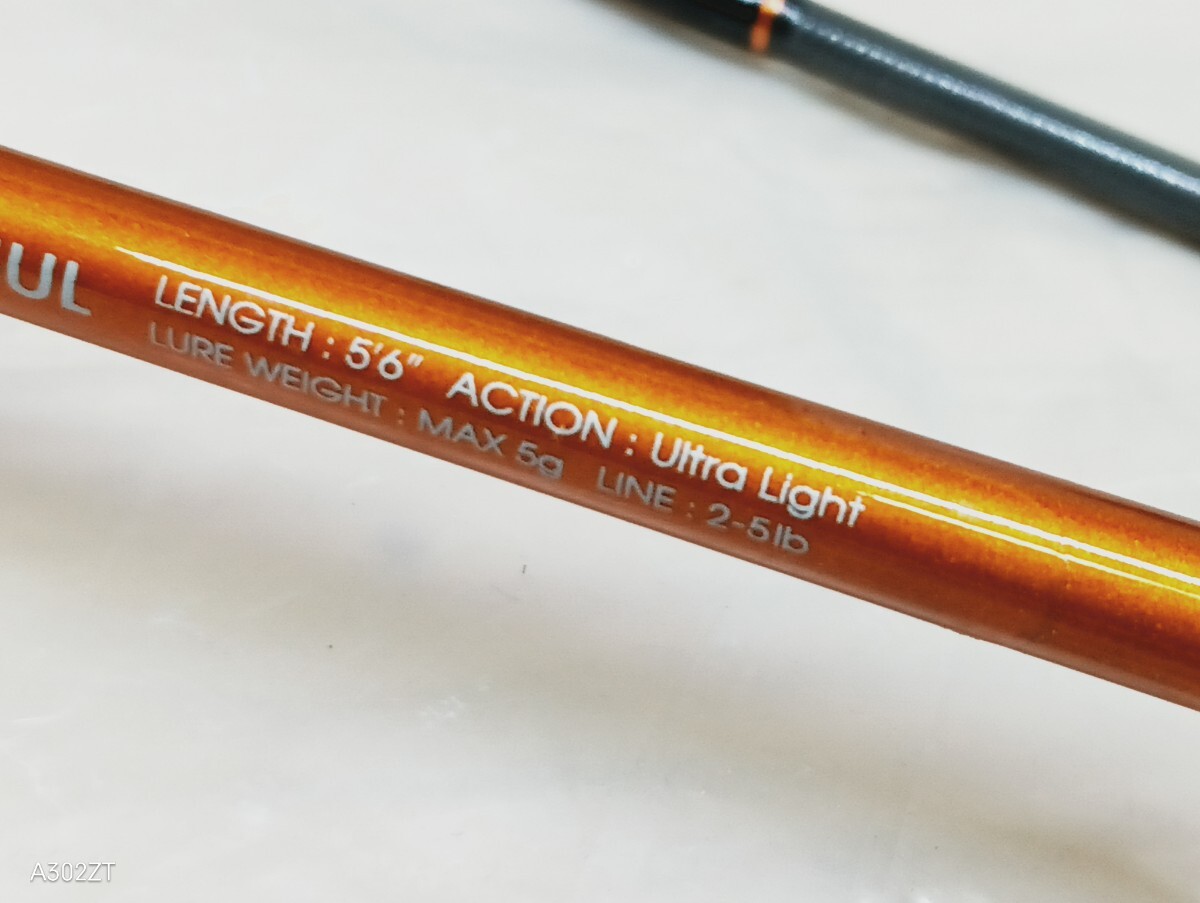 UL
LENGTH : 5'6" ACTION : Ultra Light
LURE WEIGHT : MAX 5g LINE : 2-5lb
A302ZT